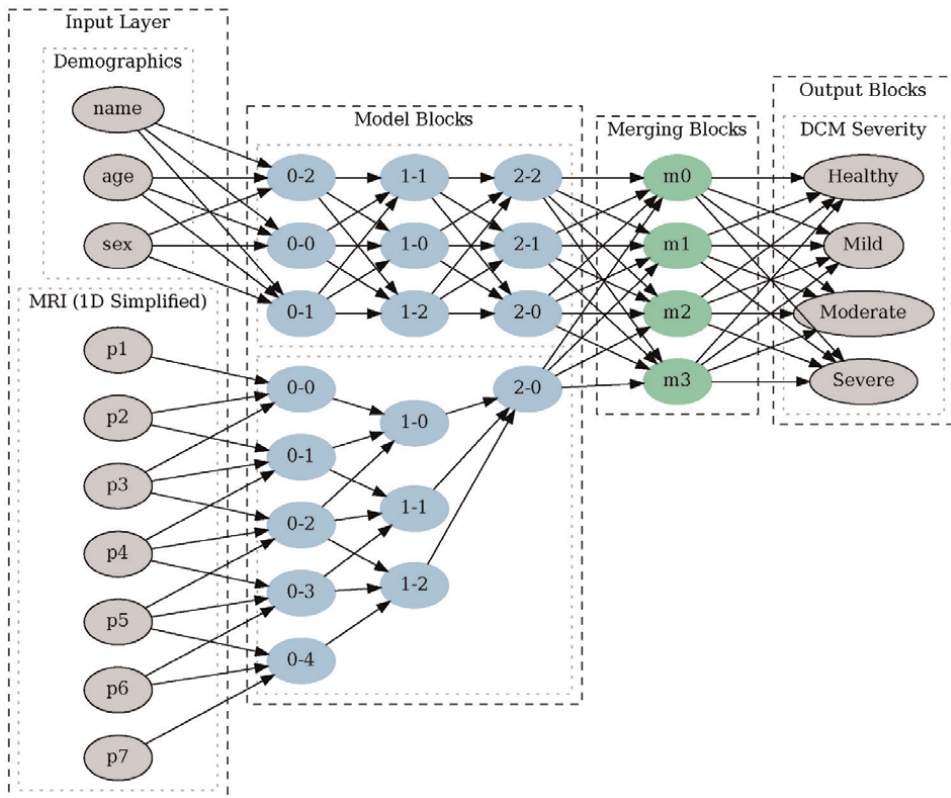 Input Layer
Demographics
name
age
sex
MRI (1D Simplified)
p1
p2
p3
p4
p5
p6
p7
Model Blocks
0-2
1-1
2-2
0-0
1-0
2-1
0-1
1-2
2-0
0-0
0-1
0-2
0-3
0-4
1-0
1-1
1-2
2-0
Merging Blocks
m0
m1
m2
m3
Output Blocks
DCM Severity
Healthy
Mild
Moderate
Severe